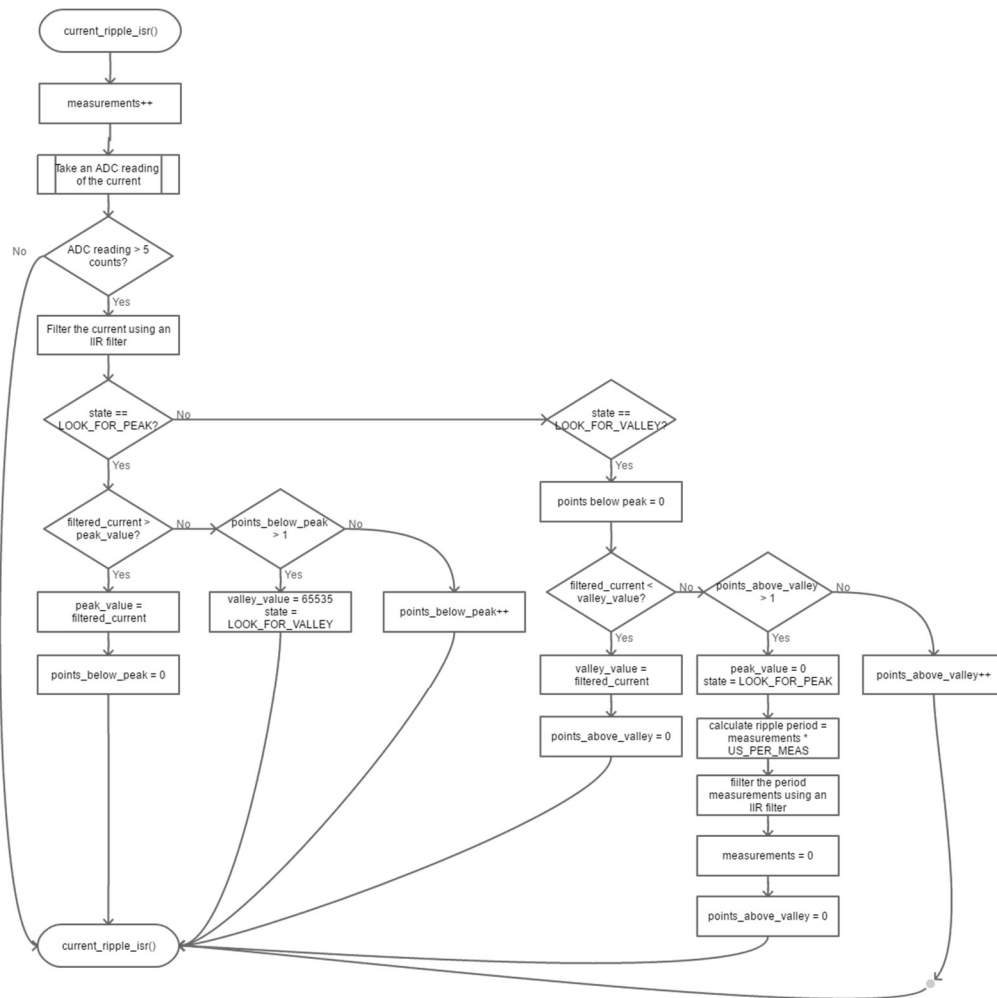 current_ripple_isr()
measurements++
Take an ADC reading
of the current
No
ADC reading > 5
counts?
Yes
Filter the current using an
IIR filter
state ==
LOOK_FOR_PEAK?
No
state ==
LOOK_FOR_VALLEY?
Yes
Yes
points below peak = 0
filtered_current >
peak_value?
No
points_below_peak
> 1
No
Yes
Yes
filtered_current <
valley_value?
No
points_above_valley
> 1
No
peak_value =
filtered_current
valley_value = 65535
state =
LOOK_FOR_VALLEY
points_below_peak++
Yes
Yes
points_below_peak = 0
valley_value =
filtered_current
peak_value = 0
state = LOOK_FOR_PEAK
points_above_valley++
points_above_valley = 0
calculate ripple period =
measurements *
US_PER_MEAS
fiilter the period
measurements using an
IIR filter
measurements = 0
points_above_valley = 0
current_ripple_isr()